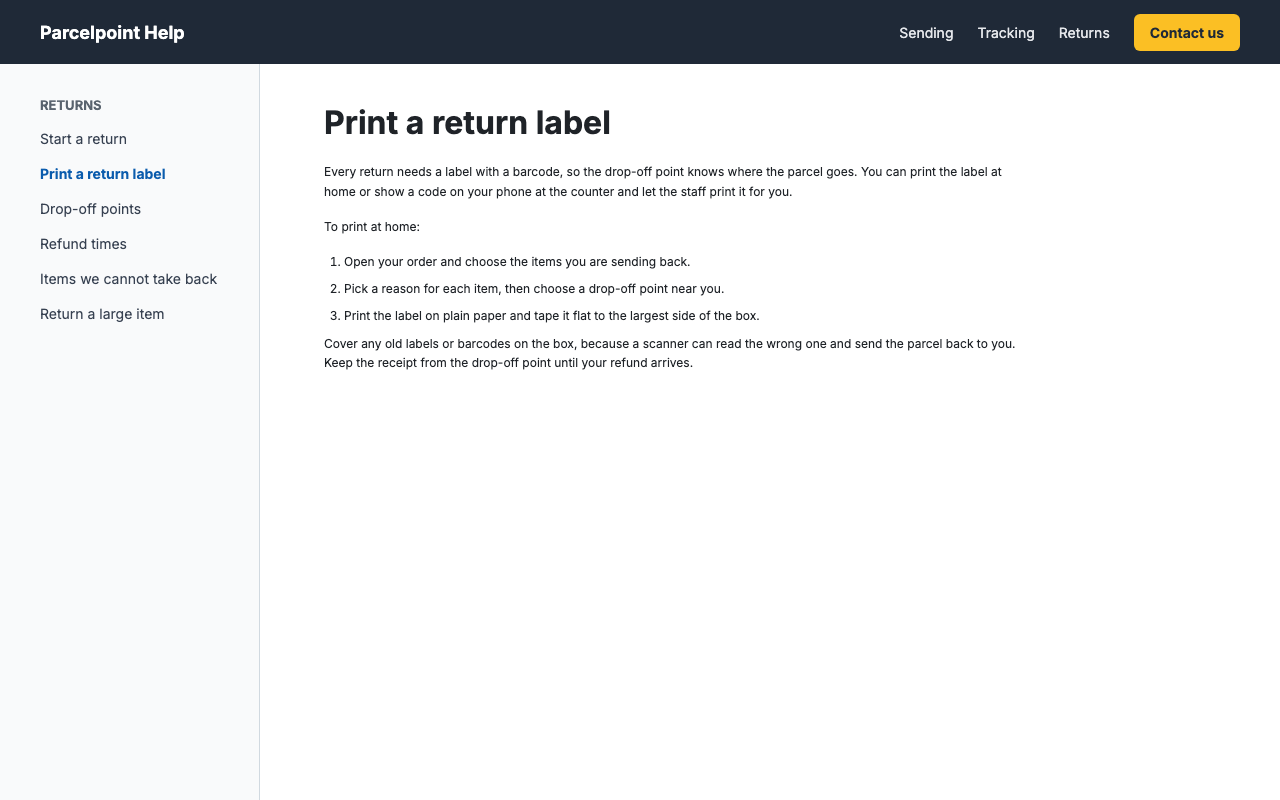 Parcelpoint Help
Sending
Tracking
Returns
Contact us
RETURNS
Start a return
Print a return label
Drop-off points
Refund times
Items we cannot take back
Return a large item
Print a return label
Every return needs a label with a barcode, so the drop-off point knows where the parcel goes. You can print the label at
home or show a code on your phone at the counter and let the staff print it for you.
To print at home:
1. Open your order and choose the items you are sending back.
2. Pick a reason for each item, then choose a drop-off point near you.
3. Print the label on plain paper and tape it flat to the largest side of the box.
Cover any old labels or barcodes on the box, because a scanner can read the wrong one and send the parcel back to you.
Keep the receipt from the drop-off point until your refund arrives.